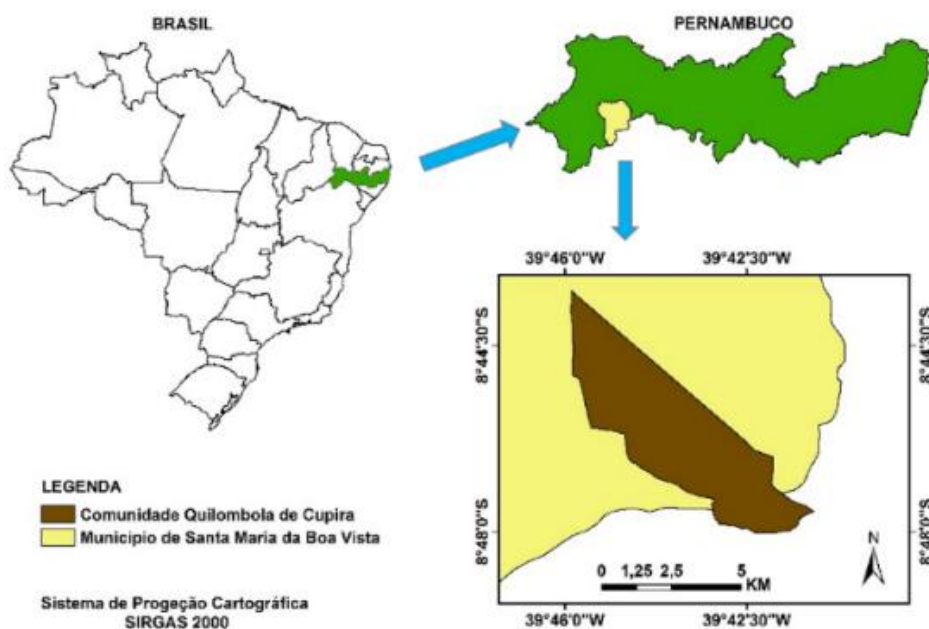 BRASIL
PERNAMBUCO
39°46'0"W
39°42'30"W
8°44'30"S
8°44'30"S
8°48'0"S
8°48'0"S
LEGENDA
Comunidade Quilombola de Cupira
Município de Santa Maria da Boa Vista
N
0 1,25 2,5 5
KM
39°46'0"W
39°42'30"W
Sistema de Progeção Cartográfica
SIRGAS 2000